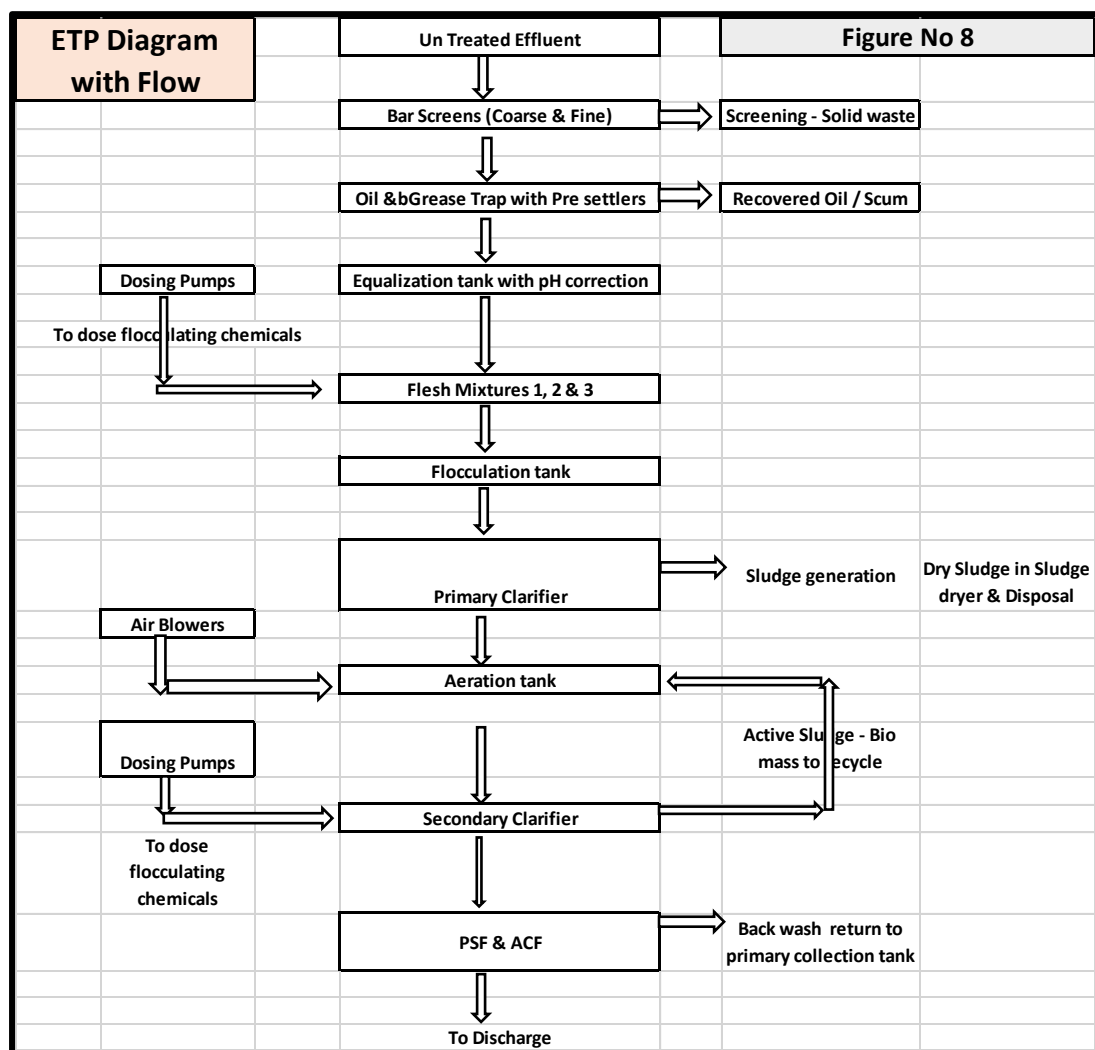 ETP Diagram
with Flow
Un Treated Effluent
Figure No 8
Bar Screens (Coarse & Fine)
Screening - Solid waste
Oil &bGrease Trap with Pre settlers
Recovered Oil / Scum
Dosing Pumps
Equalization tank with pH correction
To dose flocculating chemicals
Flesh Mixtures 1, 2 & 3
Flocculation tank
Primary Clarifier
Sludge generation
Dry Sludge in Sludge
dryer & Disposal
Air Blowers
Aeration tank
Active Sludge - Bio
mass to recycle
Dosing Pumps
Secondary Clarifier
To dose
flocculating
chemicals
PSF & ACF
Back wash return to
primary collection tank
To Discharge